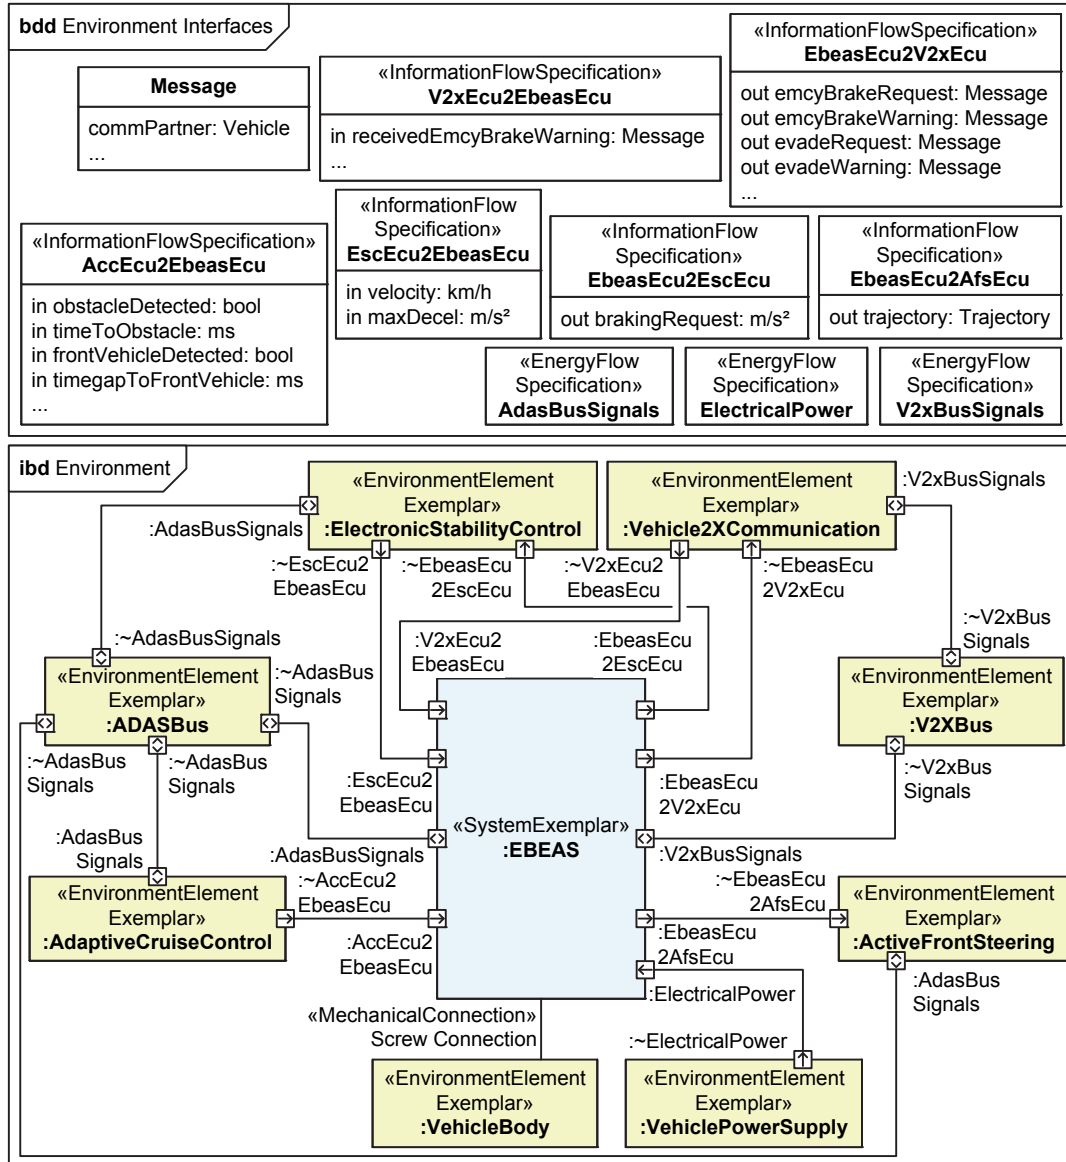 bdd Environment Interfaces
Message
commPartner: Vehicle
...
«InformationFlowSpecification»
V2xEcu2EbeasEcu
in receivedEmcyBrakeWarning: Message
...
«InformationFlowSpecification»
EbeasEcu2V2xEcu
out emcyBrakeRequest: Message
out emcyBrakeWarning: Message
out evadeRequest: Message
out evadeWarning: Message
...
«InformationFlowSpecification»
AccEcu2EbeasEcu
in obstacleDetected: bool
in timeToObstacle: ms
in frontVehicleDetected: bool
in timegapToFrontVehicle: ms
...
«InformationFlow
Specification»
EscEcu2EbeasEcu
in velocity: km/h
in maxDecel: m/s²
«InformationFlow
Specification»
EbeasEcu2EscEcu
out brakingRequest: m/s²
«InformationFlow
Specification»
EbeasEcu2AfsEcu
out trajectory: Trajectory
«EnergyFlow
Specification»
AdasBusSignals
«EnergyFlow
Specification»
ElectricalPower
«EnergyFlow
Specification»
V2xBusSignals
ibd Environment
«EnvironmentElement
Exemplar»
:ElectronicStabilityControl
«EnvironmentElement
Exemplar»
:Vehicle2XCommunication
:V2xBusSignals
:AdasBusSignals
:~EscEcu2
EbeasEcu
:~EbeasEcu
2EscEcu
:~V2xEcu2
EbeasEcu
:~EbeasEcu
2V2xEcu
:~AdasBusSignals
:V2xEcu2
EbeasEcu
:EbeasEcu
2EscEcu
:~V2xBus
Signals
«EnvironmentElement
Exemplar»
:ADASBus
:~AdasBus
Signals
«EnvironmentElement
Exemplar»
:V2XBus
:~AdasBus
Signals
:~AdasBus
Signals
:EscEcu2
EbeasEcu
:EbeasEcu
2V2xEcu
:~V2xBus
Signals
«SystemExemplar»
:EBEAS
:AdasBus
Signals
:AdasBusSignals
:V2xBusSignals
«EnvironmentElement
Exemplar»
:AdaptiveCruiseControl
:~AccEcu2
EbeasEcu
:AccEcu2
EbeasEcu
:~EbeasEcu
2AfsEcu
:EbeasEcu
2AfsEcu
«EnvironmentElement
Exemplar»
:ActiveFrontSteering
:AdasBus
Signals
:ElectricalPower
«MechanicalConnection»
Screw Connection
:~ElectricalPower
«EnvironmentElement
Exemplar»
:VehicleBody
«EnvironmentElement
Exemplar»
:VehiclePowerSupply